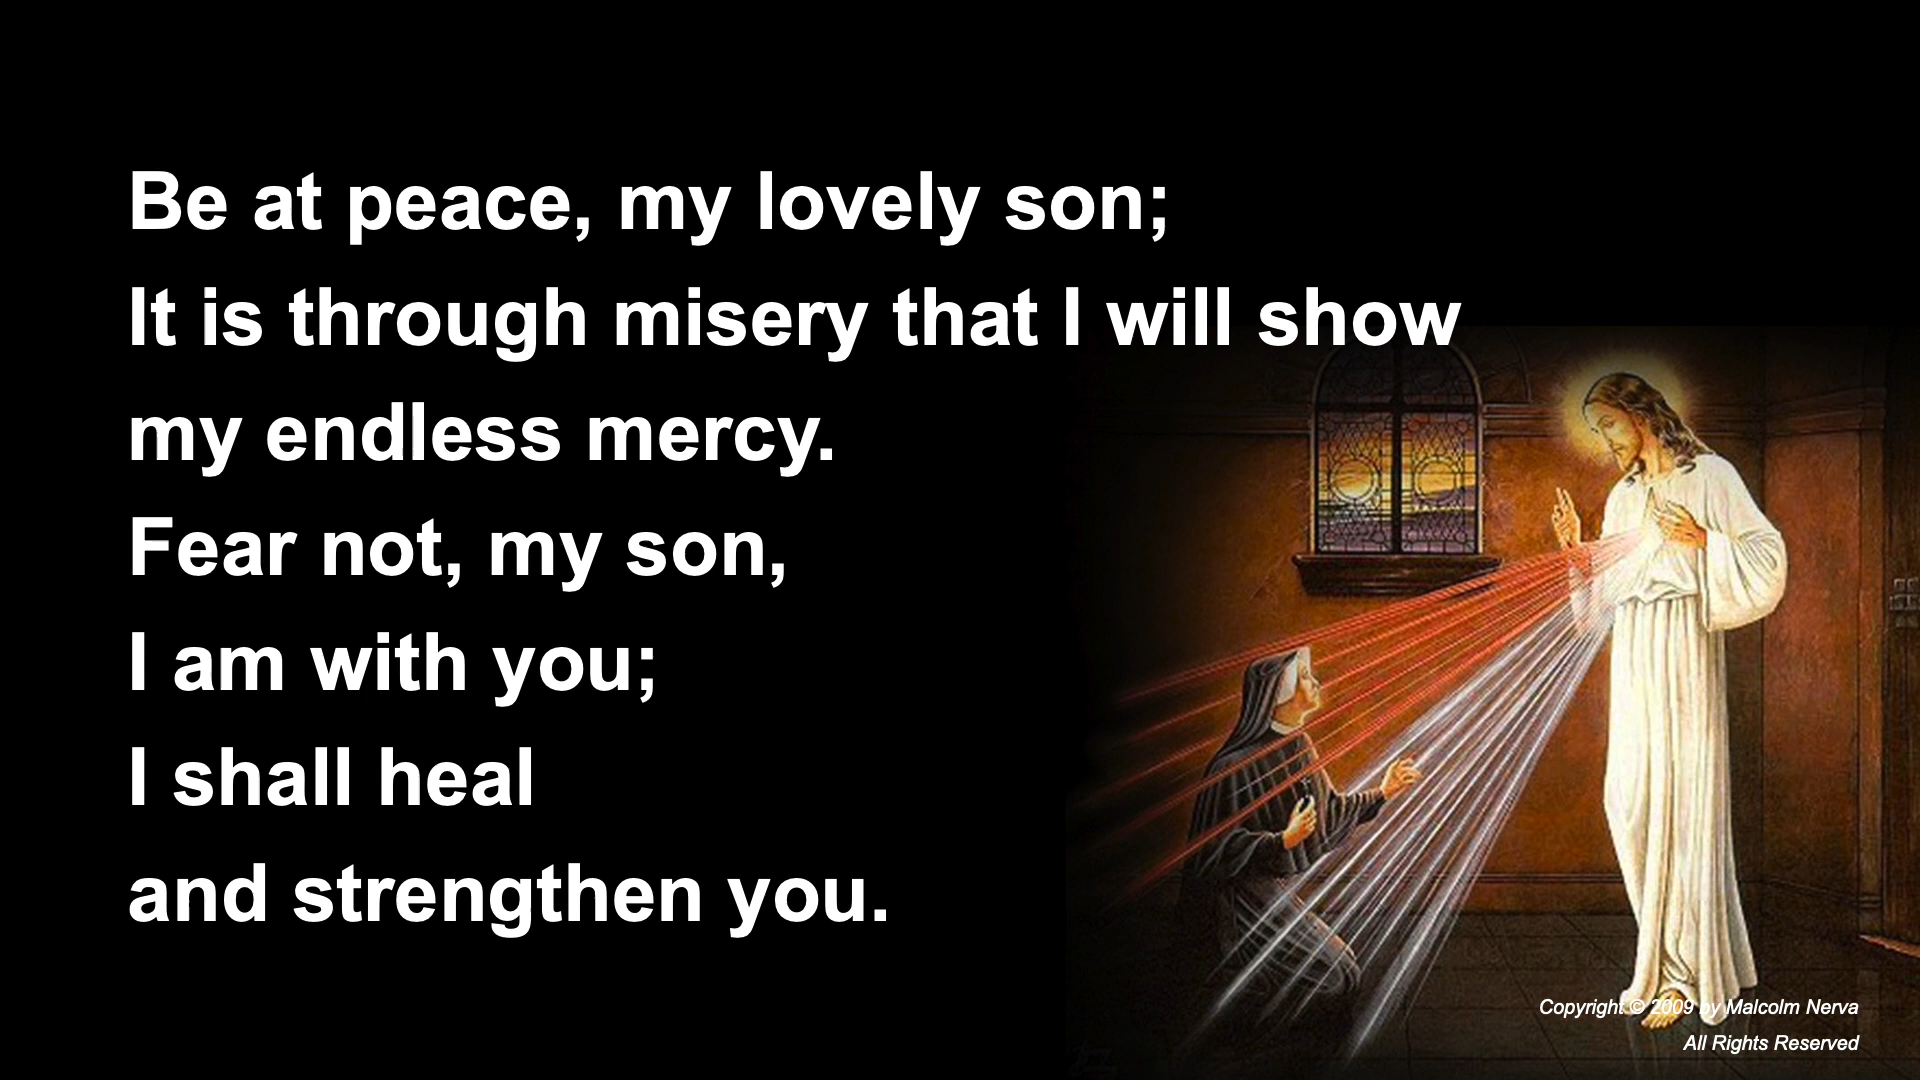 Be at peace, my lovely son;
It is through misery that I will show
my endless mercy.
Fear not, my son,
I am with you;
I shall heal
and strengthen you.
Copyright © 2009 by Malcolm Nerva
All Rights Reserved